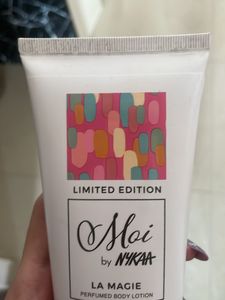 LIMITED EDITION
Moi
by NYKAA
LA MAGIE
PERFUMED BODY LOTION